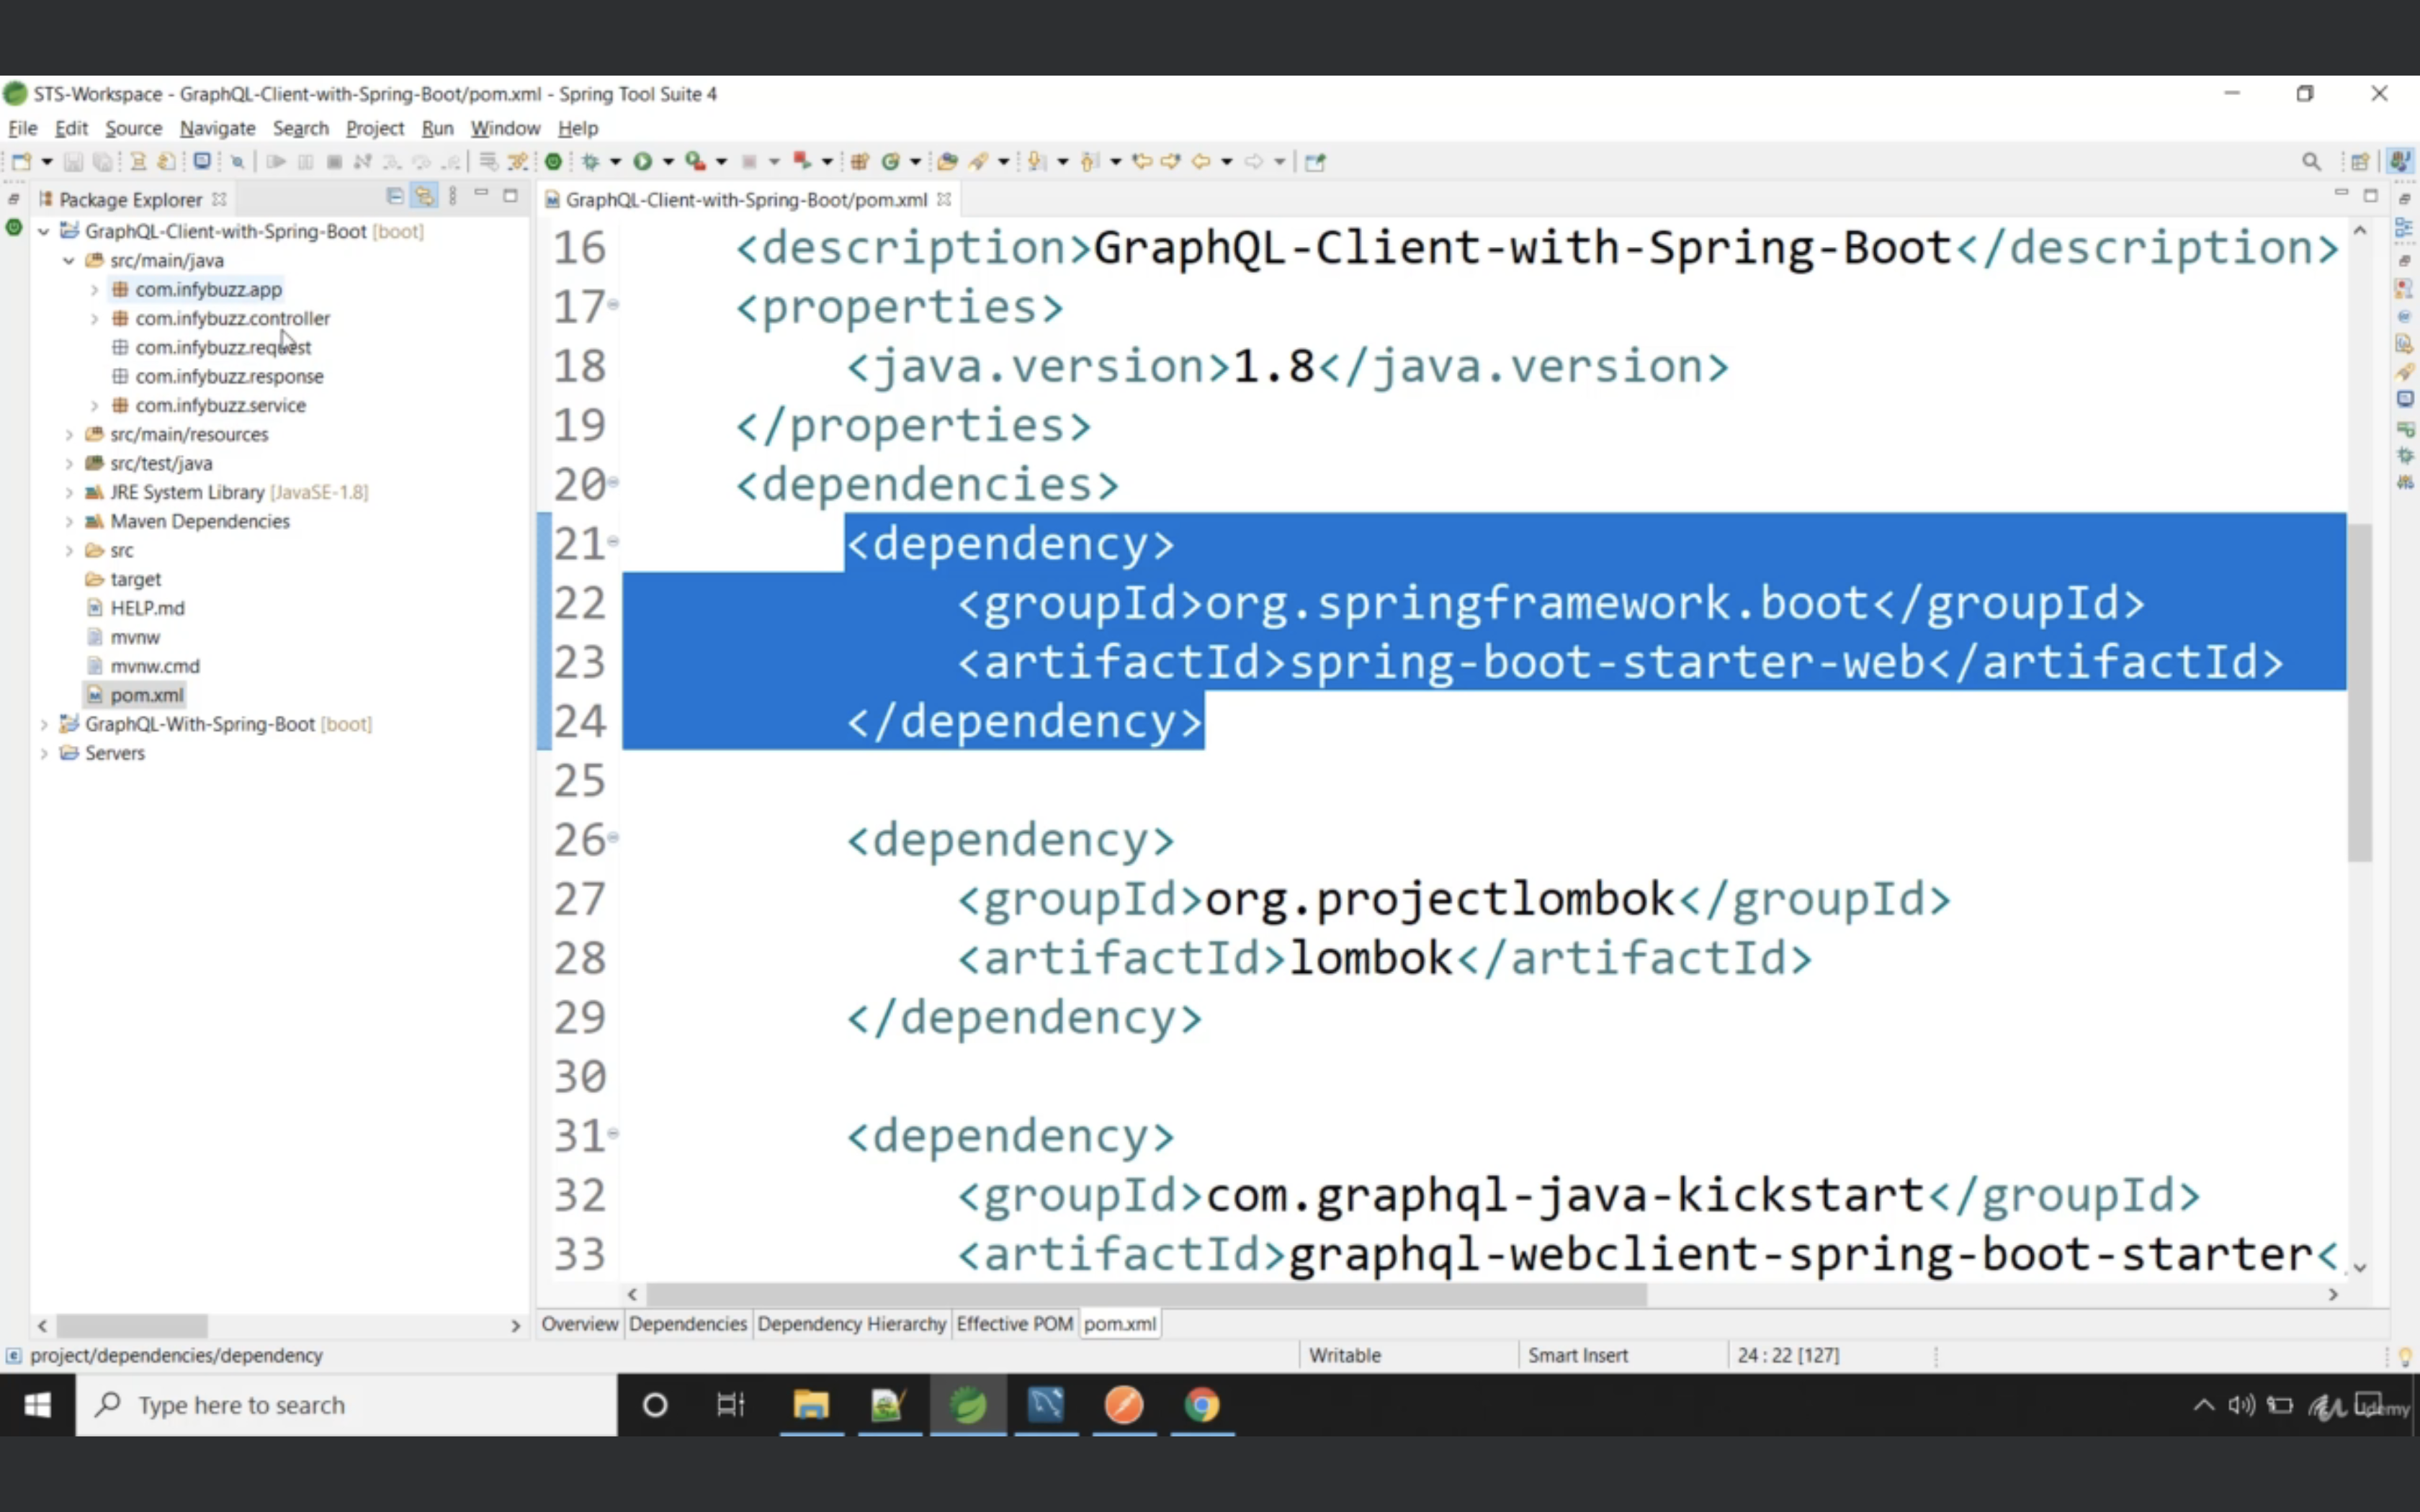 STS-Workspace - GraphQL-Client-with-Spring-Boot/pom.xml - Spring Tool Suite 4
File Edit Source Navigate Search Project Run Window Help
Package Explorer
GraphQL-Client-with-Spring-Boot [boot]
src/main/java
com.infybuzz.app
com.infybuzz.controller
com.infybuzz.request
com.infybuzz.response
com.infybuzz.service
src/main/resources
src/test/java
JRE System Library [JavaSE-1.8]
Maven Dependencies
src
target
HELP.md
mvnw
mvnw.cmd
pom.xml
GraphQL-With-Spring-Boot [boot]
Servers
GraphQL-Client-with-Spring-Boot/pom.xml
16 <description>GraphQL-Client-with-Spring-Boot</description>
17 <properties>
18 <java.version>1.8</java.version>
19 </properties>
20 <dependencies>
21 <dependency>
22 <groupId>org.springframework.boot</groupId>
23 <artifactId>spring-boot-starter-web</artifactId>
24 </dependency>
25
26 <dependency>
27 <groupId>org.projectlombok</groupId>
28 <artifactId>lombok</artifactId>
29 </dependency>
30
31 <dependency>
32 <groupId>com.graphql-java-kickstart</groupId>
33 <artifactId>graphql-webclient-spring-boot-starter<
Overview Dependencies Dependency Hierarchy Effective POM pom.xml
project/dependencies/dependency Writable Smart Insert 24 : 22 [127]
Type here to search
Udemy